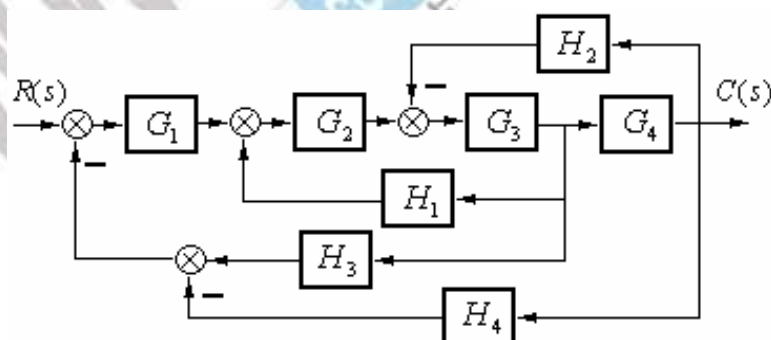 H₂
R(s)
C(s)
G₁
G₂
G₃
G₄
H₁
H₃
H₄